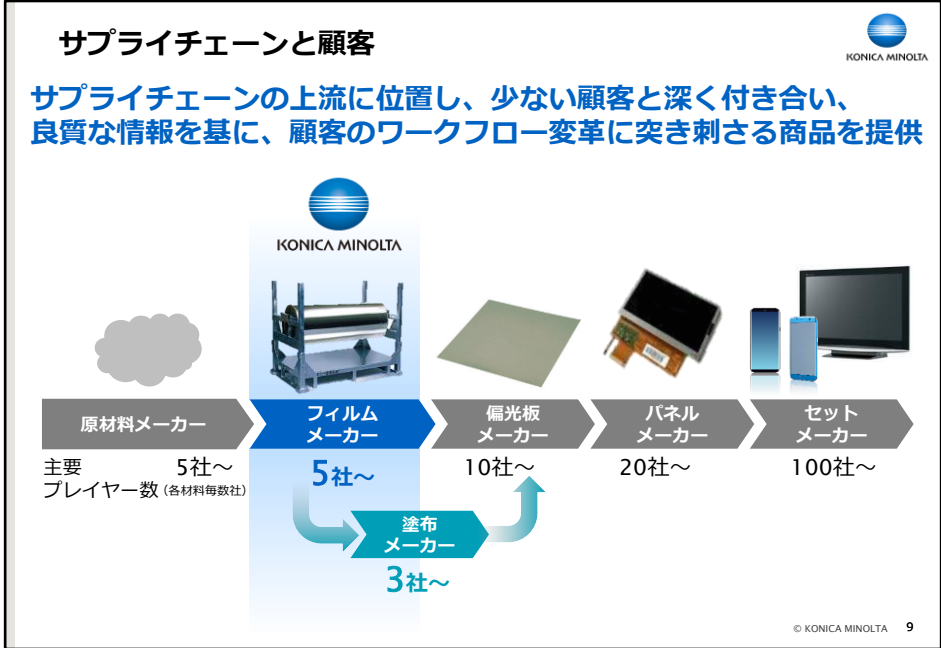 サプライチェーンと顧客
KONICA MINOLTA
サプライチェーンの上流に位置し、少ない顧客と深く付き合い、
良質な情報を基に、顧客のワークフロー変革に突き刺さる商品を提供
KONICA MINOLTA
原材料メーカー
フィルム
メーカー
偏光板
メーカー
パネル
メーカー
セット
メーカー
主要 5社～
プレイヤー数（各材料毎数社）
5社～
10社～
20社～
100社～
塗布
メーカー
3社～
© KONICA MINOLTA 9